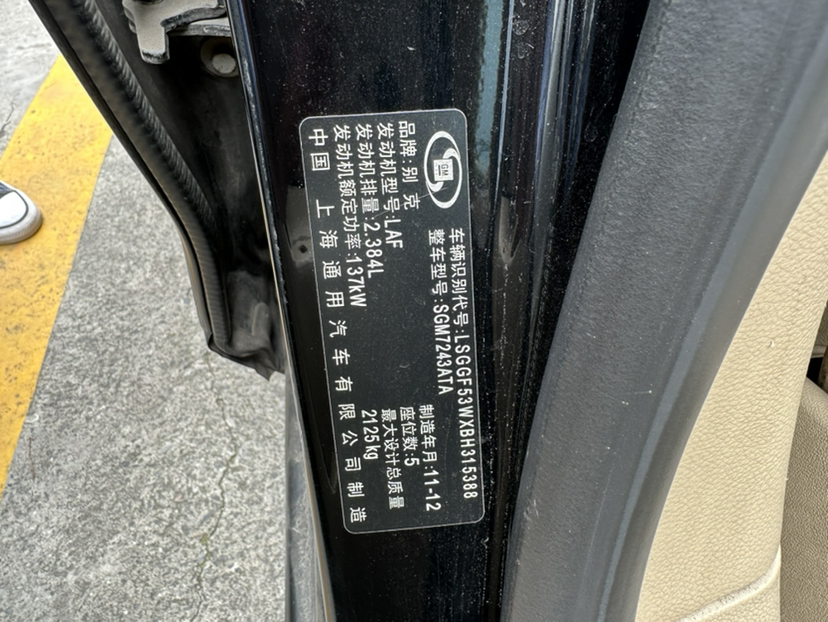 GM
车辆识别代号:LSGGF53WXBH315388
整车型号:SGM7243ATA
品牌:别 克
制造年月:11-12
发动机型号:LAF
座位数:5
发动机排量:2.384L
最大设计总质量
发动机额定功率:137kW
2125kg
中国 上海通用汽车有限公司制造